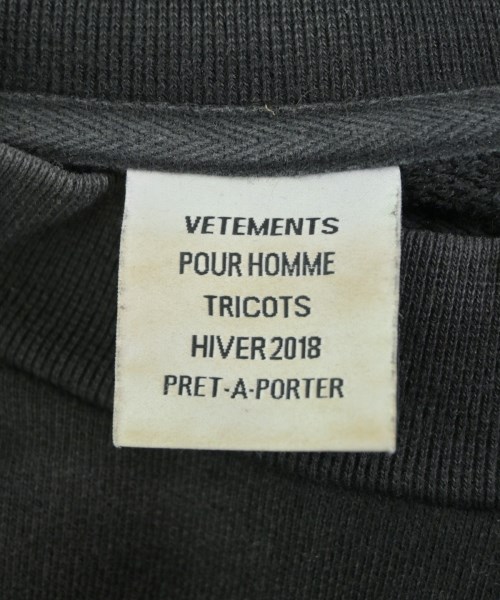 VETEMENTS
POUR HOMME
TRICOTS
HIVER 2018
PRET-A-PORTER